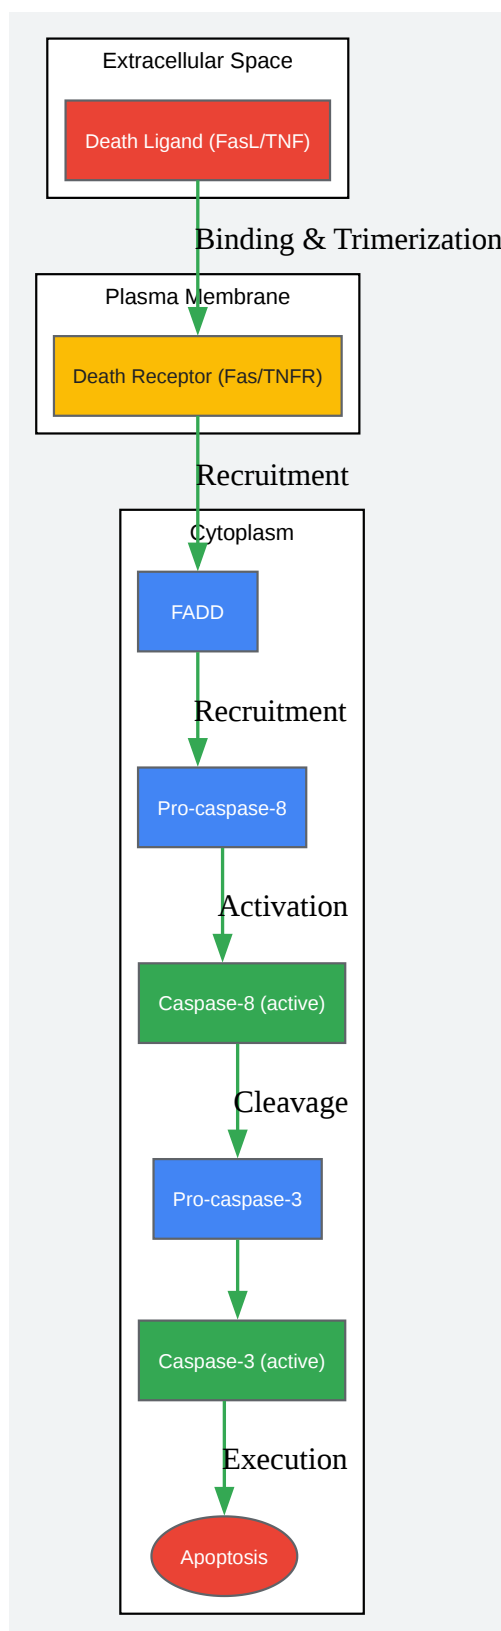 Extracellular Space
Death Ligand (FasL/TNF)
Binding & Trimerization
Plasma Membrane
Death Receptor (Fas/TNFR)
Recruitment
Cytoplasm
FADD
Recruitment
Pro-caspase-8
Activation
Caspase-8 (active)
Cleavage
Pro-caspase-3
Caspase-3 (active)
Execution
Apoptosis